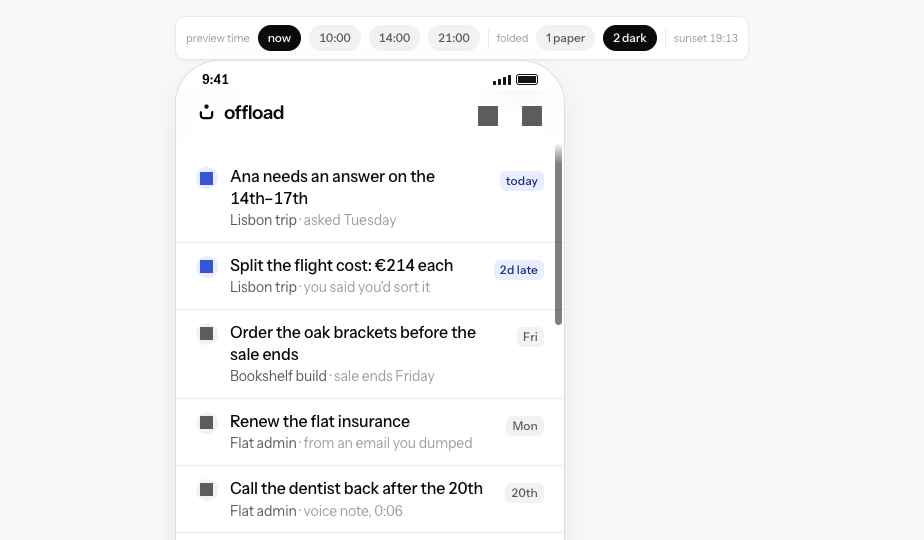 preview time now 10:00 14:00 21:00 folded 1 paper 2 dark sunset 19:13
9:41
offload
Ana needs an answer on the today
14th–17th
Lisbon trip · asked Tuesday
Split the flight cost: €214 each 2d late
Lisbon trip · you said you'd sort it
Order the oak brackets before the Fri
sale ends
Bookshelf build · sale ends Friday
Renew the flat insurance Mon
Flat admin · from an email you dumped
Call the dentist back after the 20th 20th
Flat admin · voice note, 0:06